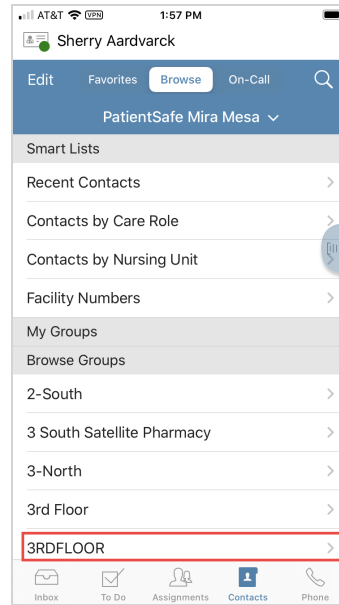 AT&T VPN 1:57 PM
Sherry Aardvarck
Edit Favorites Browse On-Call
PatientSafe Mira Mesa
Smart Lists
Recent Contacts
Contacts by Care Role
Contacts by Nursing Unit
Facility Numbers
My Groups
Browse Groups
2-South
3 South Satellite Pharmacy
3-North
3rd Floor
3RDFLOOR
Inbox To Do Assignments Contacts Phone